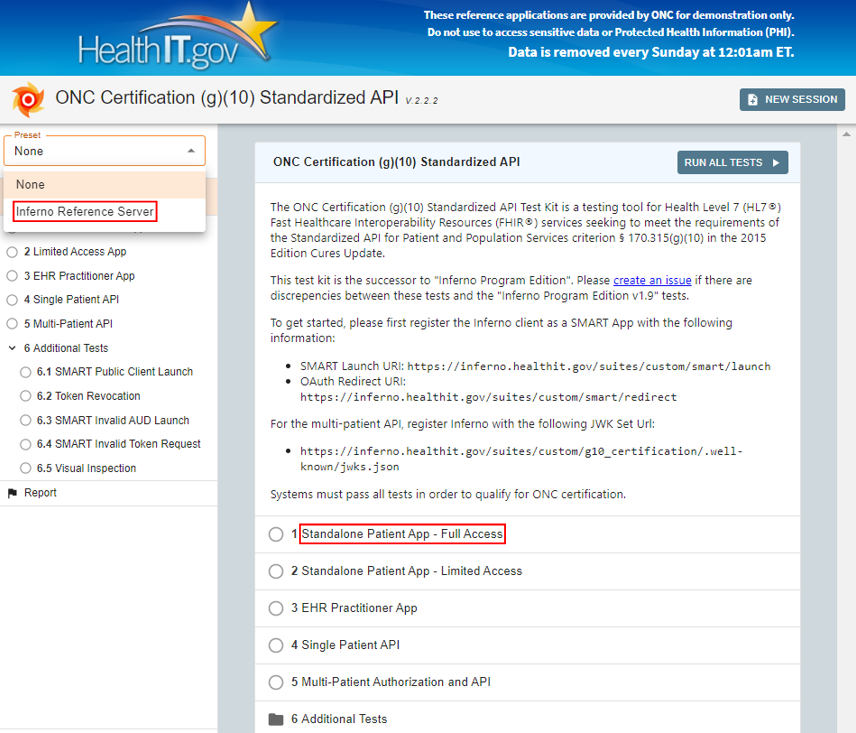 HealthIT.gov
These reference applications are provided by ONC for demonstration only.
Do not use to access sensitive data or Protected Health Information (PHI).
Data is removed every Sunday at 12:01am ET.
ONC Certification (g)(10) Standardized API V.2.2.2
NEW SESSION
Preset
None
None
Inferno Reference Server
2 Limited Access App
3 EHR Practitioner App
4 Single Patient API
5 Multi-Patient API
6 Additional Tests
6.1 SMART Public Client Launch
6.2 Token Revocation
6.3 SMART Invalid AUD Launch
6.4 SMART Invalid Token Request
6.5 Visual Inspection
Report
ONC Certification (g)(10) Standardized API
RUN ALL TESTS
The ONC Certification (g)(10) Standardized API Test Kit is a testing tool for Health Level 7 (HL7®)
Fast Healthcare Interoperability Resources (FHIR®) services seeking to meet the requirements of
the Standardized API for Patient and Population Services criterion § 170.315(g)(10) in the 2015
Edition Cures Update.
This test kit is the successor to "Inferno Program Edition". Please create an issue if there are
discrepencies between these tests and the "Inferno Program Edition v1.9" tests.
To get started, please first register the Inferno client as a SMART App with the following
information:
• SMART Launch URI: https://inferno.healthit.gov/suites/custom/smart/launch
• OAuth Redirect URI:
https://inferno.healthit.gov/suites/custom/smart/redirect
For the multi-patient API, register Inferno with the following JWK Set Url:
• https://inferno.healthit.gov/suites/custom/g10_certification/.well-
known/jwks.json
Systems must pass all tests in order to qualify for ONC certification.
1 Standalone Patient App - Full Access
2 Standalone Patient App - Limited Access
3 EHR Practitioner App
4 Single Patient API
5 Multi-Patient Authorization and API
6 Additional Tests